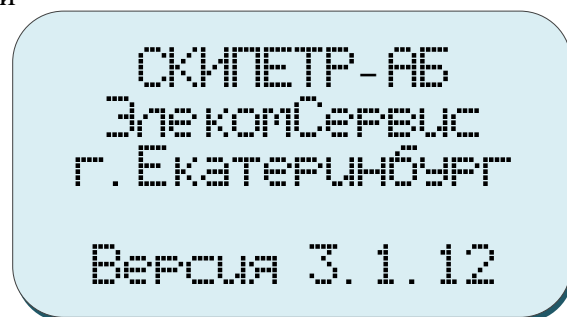 и
СКИПЕТР-АБ
ЭлекомСервис
г. Екатеринбург
Версия 3.1.12